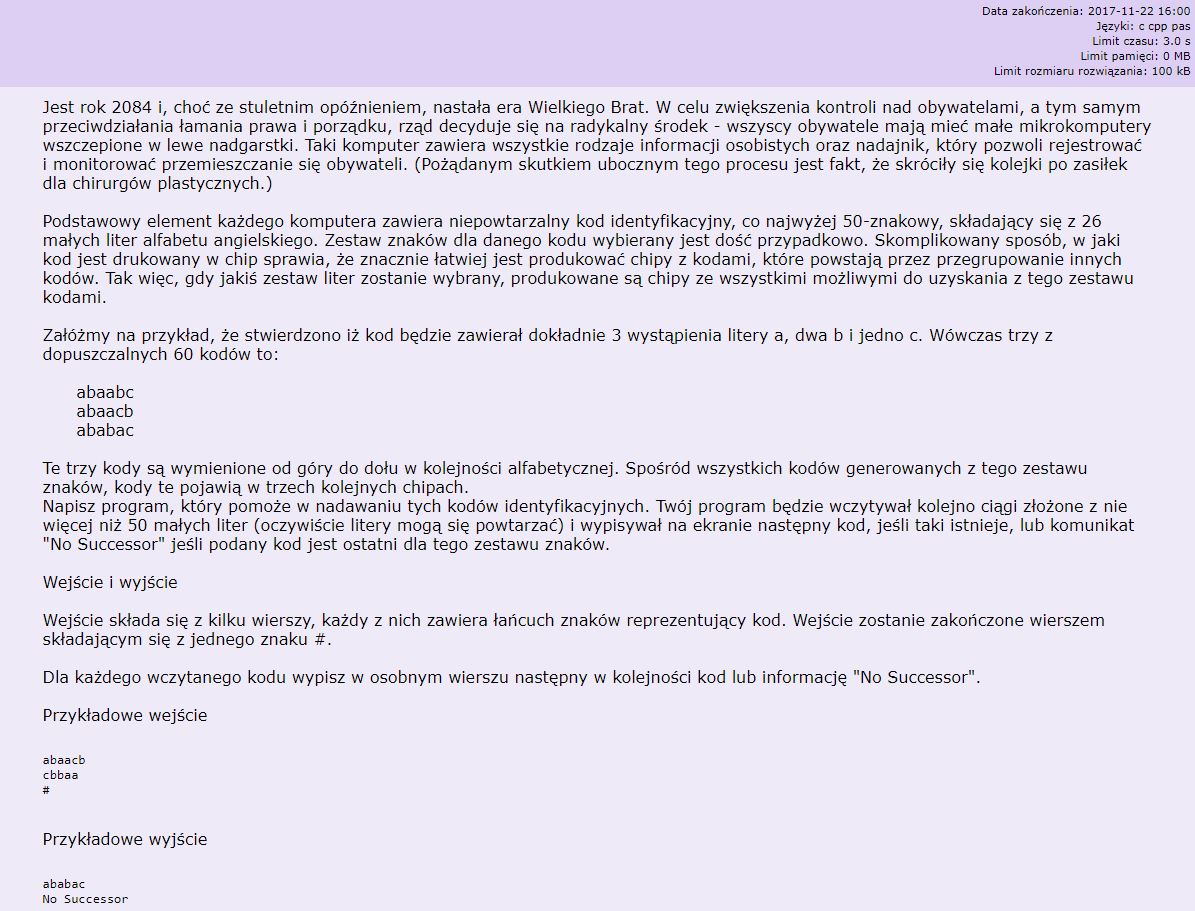 Data zakończenia: 2017-11-22 16:00
Języki: c cpp pas
Limit czasu: 3.0 s
Limit pamięci: 0 MB
Limit rozmiaru rozwiązania: 100 kB
Jest rok 2084 i, choć ze stuletnim opóźnieniem, nastała era Wielkiego Brat. W celu zwiększenia kontroli nad obywatelami, a tym samym
przeciwdziałania łamania prawa i porządku, rząd decyduje się na radykalny środek - wszyscy obywatele mają mieć małe mikrokomputery
wszczepione w lewe nadgarstki. Taki komputer zawiera wszystkie rodzaje informacji osobistych oraz nadajnik, który pozwoli rejestrować
i monitorować przemieszczanie się obywateli. (Pożądanym skutkiem ubocznym tego procesu jest fakt, że skróciły się kolejki po zasiłek
dla chirurgów plastycznych.)
Podstawowy element każdego komputera zawiera niepowtarzalny kod identyfikacyjny, co najwyżej 50-znakowy, składający się z 26
małych liter alfabetu angielskiego. Zestaw znaków dla danego kodu wybierany jest dość przypadkowo. Skomplikowany sposób, w jaki
kod jest drukowany w chip sprawia, że znacznie łatwiej jest produkować chipy z kodami, które powstają przez przegrupowanie innych
kodów. Tak więc, gdy jakiś zestaw liter zostanie wybrany, produkowane są chipy ze wszystkimi możliwymi do uzyskania z tego zestawu
kodami.
Załóżmy na przykład, że stwierdzono iż kod będzie zawierał dokładnie 3 wystąpienia litery a, dwa b i jedno c. Wówczas trzy z
dopuszczalnych 60 kodów to:
abaabc
abaacb
ababac
Te trzy kody są wymienione od góry do dołu w kolejności alfabetycznej. Spośród wszystkich kodów generowanych z tego zestawu
znaków, kody te pojawią w trzech kolejnych chipach.
Napisz program, który pomoże w nadawaniu tych kodów identyfikacyjnych. Twój program będzie wczytywał kolejno ciągi złożone z nie
więcej niż 50 małych liter (oczywiście litery mogą się powtarzać) i wypisywał na ekranie następny kod, jeśli taki istnieje, lub komunikat
"No Successor" jeśli podany kod jest ostatni dla tego zestawu znaków.
Wejście i wyjście
Wejście składa się z kilku wierszy, każdy z nich zawiera łańcuch znaków reprezentujący kod. Wejście zostanie zakończone wierszem
składającym się z jednego znaku #.
Dla każdego wczytanego kodu wypisz w osobnym wierszu następny w kolejności kod lub informację "No Successor".
Przykładowe wejście
abaacb
cbbaa
#
Przykładowe wyjście
ababac
No Successor